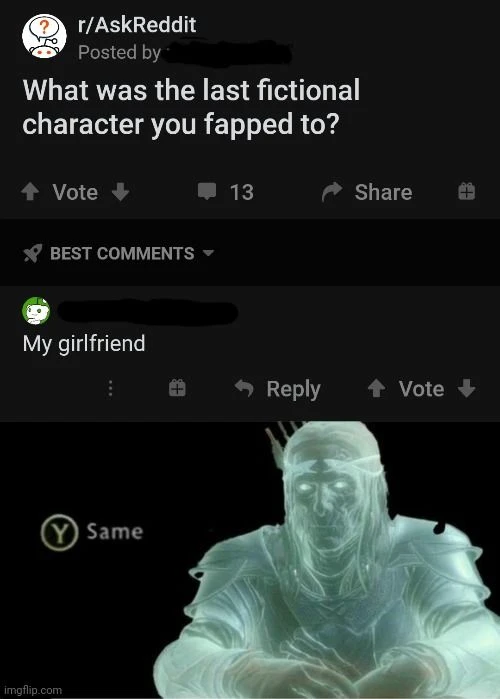 r/AskReddit
Posted by
What was the last fictional
character you fapped to?
Vote 13 Share
BEST COMMENTS
My girlfriend
Reply Vote
Y Same
imgflip.com